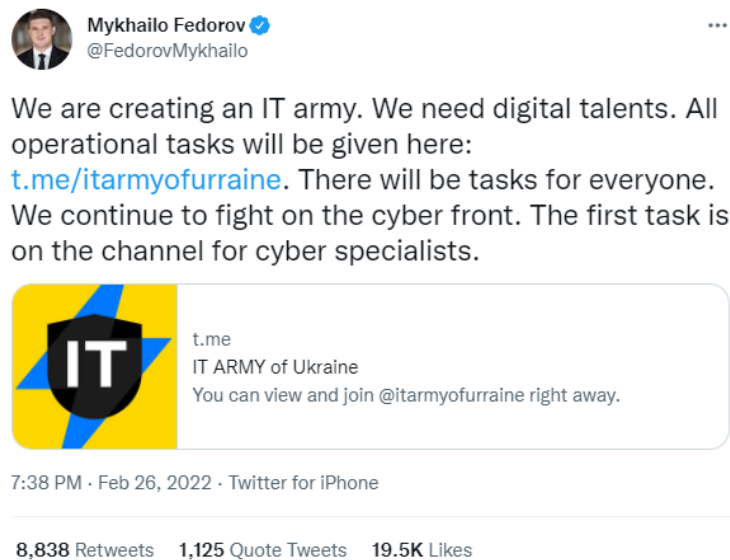 Mykhailo Fedorov
@FedorovMykhailo
We are creating an IT army. We need digital talents. All
operational tasks will be given here:
t.me/itarmyofurraine. There will be tasks for everyone.
We continue to fight on the cyber front. The first task is
on the channel for cyber specialists.
IT
t.me
IT ARMY of Ukraine
You can view and join @itarmyofurraine right away.
7:38 PM · Feb 26, 2022 · Twitter for iPhone
8,838 Retweets 1,125 Quote Tweets 19.5K Likes